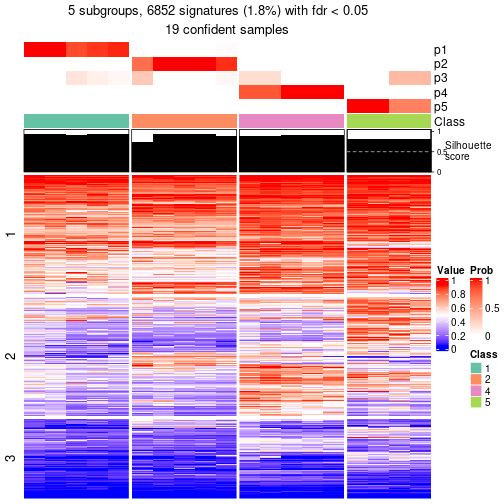 5 subgroups, 6852 signatures (1.8%) with fdr < 0.05
19 confident samples
p1
p2
p3
p4
p5
Class
1
0.5
0
Silhouette
score
1
2
3
Value
1
0.8
0.6
0.4
0.2
0
Prob
1
0.5
0
Class
1
2
4
5